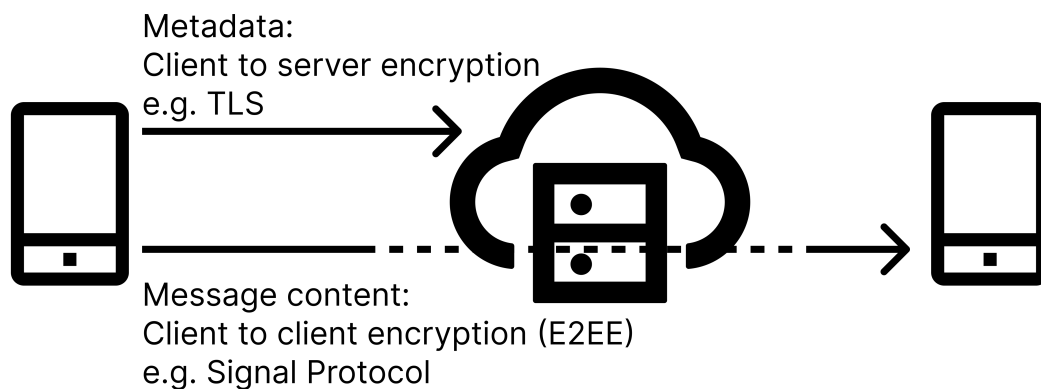 Metadata:
Client to server encryption
e.g. TLS
Message content:
Client to client encryption (E2EE)
e.g. Signal Protocol